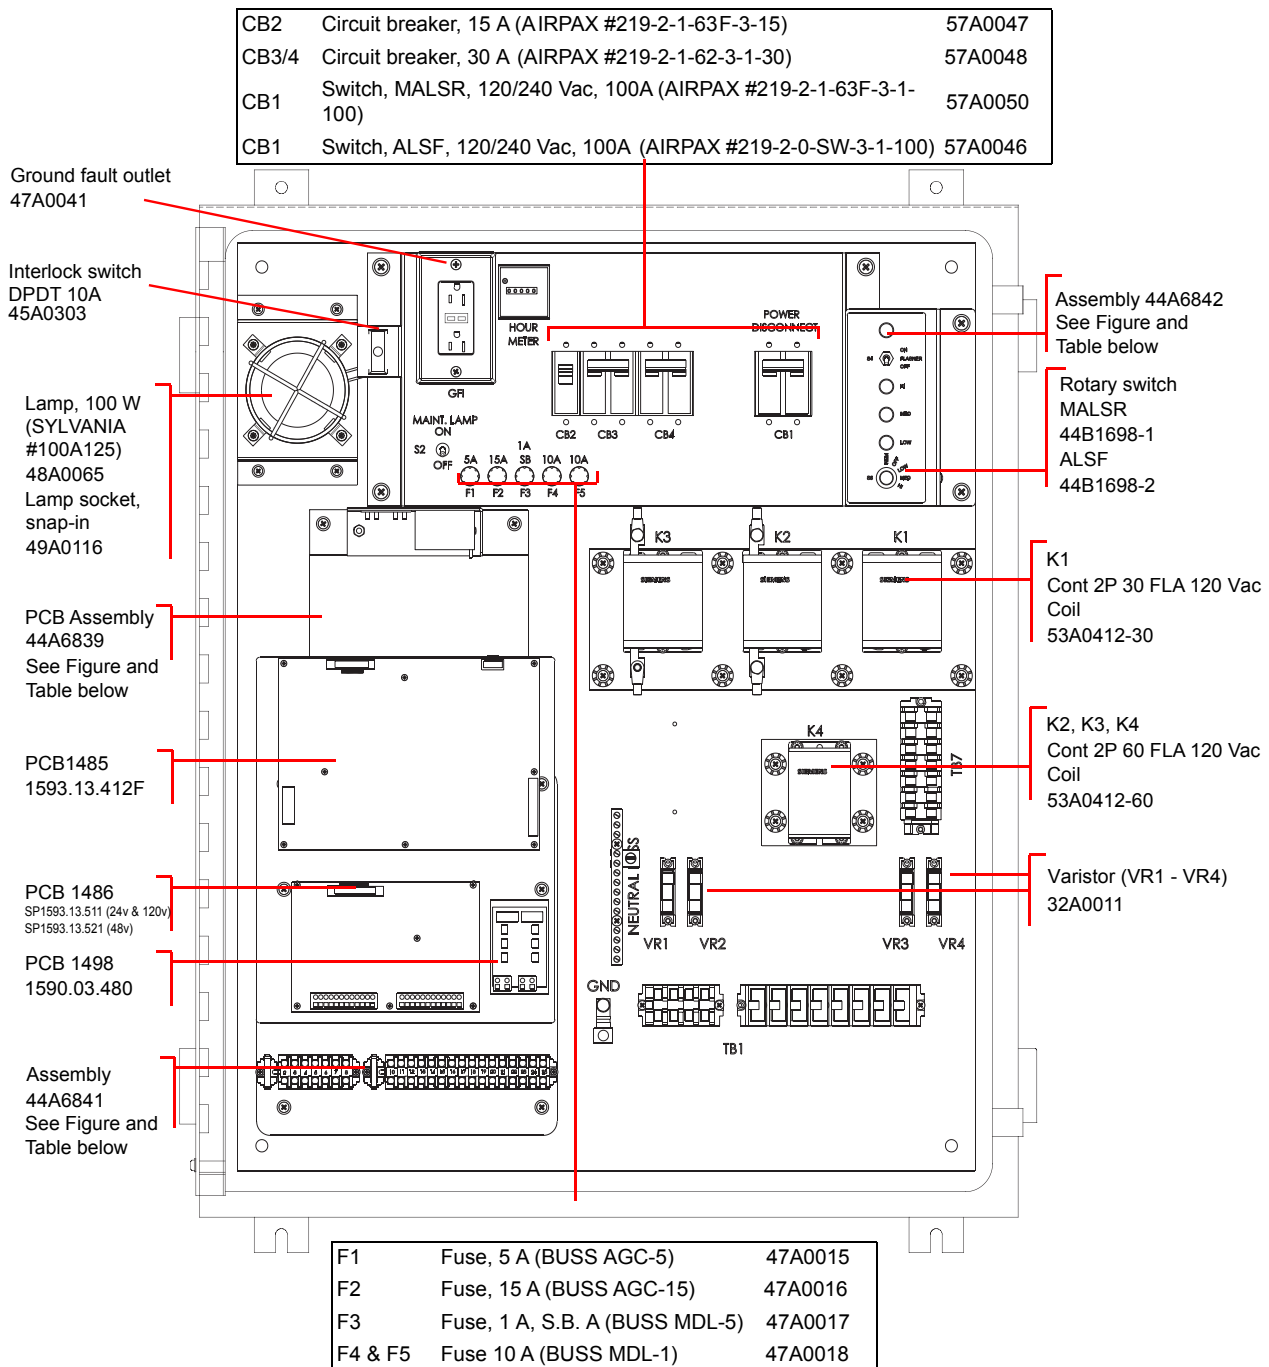 CB2 Circuit breaker, 15 A (AIRPAX #219-2-1-63F-3-15) 57A0047
CB3/4 Circuit breaker, 30 A (AIRPAX #219-2-1-62-3-1-30) 57A0048
CB1 Switch, MALSR, 120/240 Vac, 100A (AIRPAX #219-2-1-63F-3-1-
100) 57A0050
CB1 Switch, ALSF, 120/240 Vac, 100A (AIRPAX #219-2-0-SW-3-1-100) 57A0046
Ground fault outlet
47A0041
Interlock switch
DPDT 10A
45A0303
Lamp, 100 W
(SYLVANIA
#100A125)
48A0065
Lamp socket,
snap-in
49A0116
PCB Assembly
44A6839
See Figure and
Table below
PCB1485
1593.13.412F
PCB 1486
SP1593.13.511 (24v & 120v)
SP1593.13.521 (48v)
PCB 1498
1590.03.480
Assembly
44A6841
See Figure and
Table below
HOUR
METER
GFI
MAINT. LAMP
ON
S2
OFF
5A 15A 1A
SB 10A 10A
F1 F2 F3 F4 F5
POWER
DISCONNECT
CB2 CB3 CB4 CB1
ON
FLASHER
OFF
MED
LOW
LOW
MED
K3 K2 K1
SIEMENS SIEMENS SIEMENS
K4
SIEMENS
TB7
NEUTRAL
VR1 VR2 VR3 VR4
GND
TB1
Assembly 44A6842
See Figure and
Table below
Rotary switch
MALSR
44B1698-1
ALSF
44B1698-2
K1
Cont 2P 30 FLA 120 Vac
Coil
53A0412-30
K2, K3, K4
Cont 2P 60 FLA 120 Vac
Coil
53A0412-60
Varistor (VR1 - VR4)
32A0011
F1 Fuse, 5 A (BUSS AGC-5) 47A0015
F2 Fuse, 15 A (BUSS AGC-15) 47A0016
F3 Fuse, 1 A, S.B. A (BUSS MDL-5) 47A0017
F4 & F5 Fuse 10 A (BUSS MDL-1) 47A0018